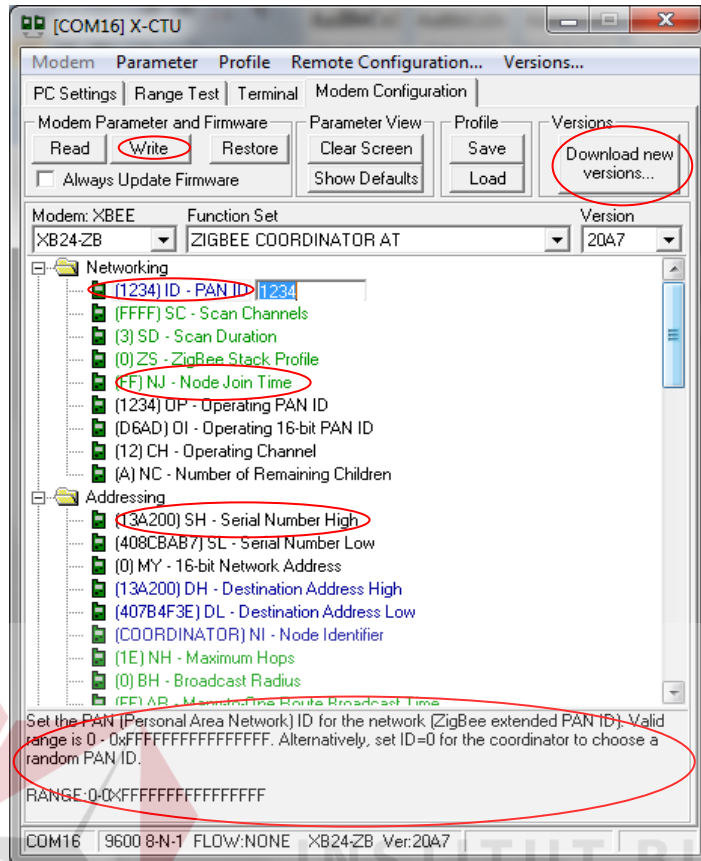 [COM16] X-CTU
Modem Parameter Profile Remote Configuration... Versions...
PC Settings Range Test Terminal Modem Configuration
Modem Parameter and Firmware Parameter View Profile Versions
Read Write Restore Clear Screen Save Download new versions...
Always Update Firmware Show Defaults Load
Modem: XBEE Function Set Version
XB24-ZB ZIGBEE COORDINATOR AT 20A7
Networking
(1234) ID - PAN ID 1234
(FFFF) SC - Scan Channels
(3) SD - Scan Duration
(0) ZS - ZigBee Stack Profile
(FF) NJ - Node Join Time
(1234) OP - Operating PAN ID
(D6AD) OI - Operating 16-bit PAN ID
(12) CH - Operating Channel
(A) NC - Number of Remaining Children
Addressing
(13A200) SH - Serial Number High
(408CBAB7) SL - Serial Number Low
(0) MY - 16-bit Network Address
(13A200) DH - Destination Address High
(407B4F3E) DL - Destination Address Low
(COORDINATOR) NI - Node Identifier
(1E) NH - Maximum Hops
(0) BH - Broadcast Radius
(FF) AR - Many-to-One Route Broadcast Time
Set the PAN (Personal Area Network) ID for the network (ZigBee extended PAN ID). Valid
range is 0 - 0xFFFFFFFFFFFFFFFF. Alternatively, set ID=0 for the coordinator to choose a
random PAN ID.
RANGE:0-0XFFFFFFFFFFFFFFFF
COM16 9600 8-N-1 FLOW:NONE XB24-ZB Ver:20A7